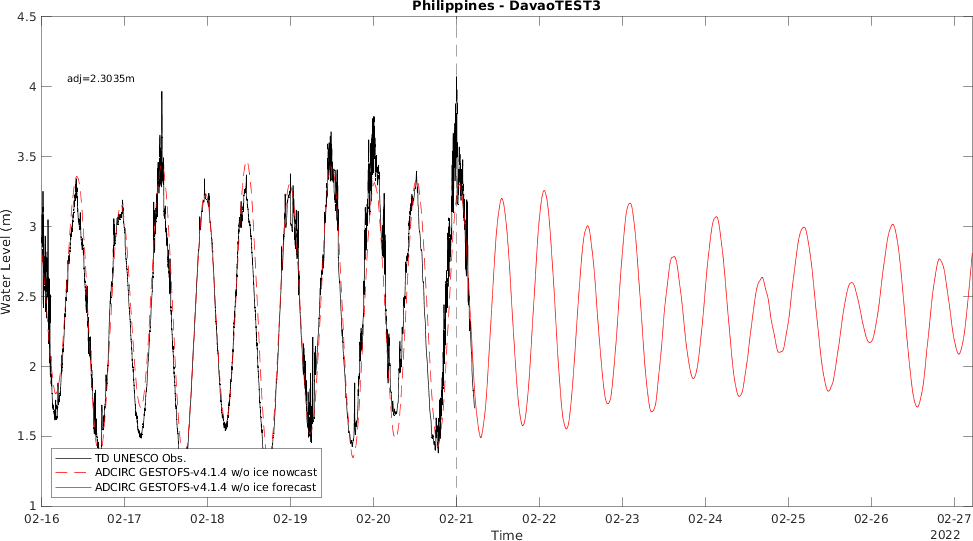 Philippines - DavaoTEST3
4.5
4
3.5
3
2.5
2
1.5
1
Water Level (m)
adj=2.3035m
TD UNESCO Obs.
ADCIRC GESTOFS-v4.1.4 w/o ice nowcast
ADCIRC GESTOFS-v4.1.4 w/o ice forecast
02-16 02-17 02-18 02-19 02-20 02-21 02-22 02-23 02-24 02-25 02-26 02-27
Time
2022